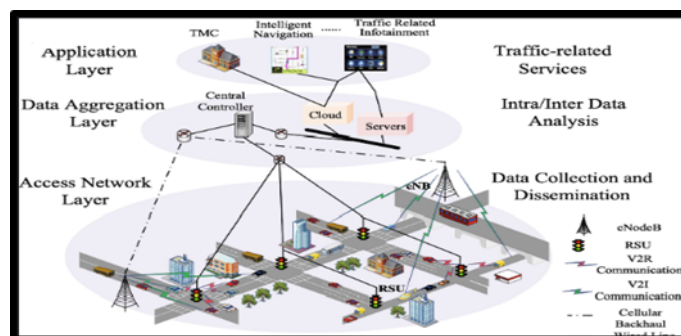 Intelligent Navigation
......
Traffic Related Infotainment
TMC
Application Layer
Traffic-related Services
Central Controller
Data Aggregation Layer
Cloud
Servers
Intra/Inter Data Analysis
Access Network Layer
eNB
Data Collection and Dissemination
eNodeB
RSU
V2R Communication
V2I Communication
Cellular Backhaul
Wired Line
RSU